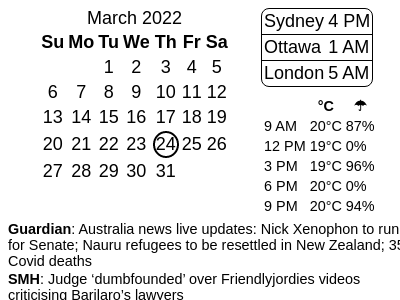 March 2022
Su Mo Tu We Th Fr Sa
1 2 3 4 5
6 7 8 9 10 11 12
13 14 15 16 17 18 19
20 21 22 23 24 25 26
27 28 29 30 31
Sydney 4 PM
Ottawa 1 AM
London 5 AM
°C ☂
9 AM 20°C 87%
12 PM 19°C 0%
3 PM 19°C 96%
6 PM 20°C 0%
9 PM 20°C 94%
Guardian: Australia news live updates: Nick Xenophon to run
for Senate; Nauru refugees to be resettled in New Zealand; 35
Covid deaths
SMH: Judge ‘dumbfounded’ over Friendlyjordies videos
criticising Barilaro’s lawyers